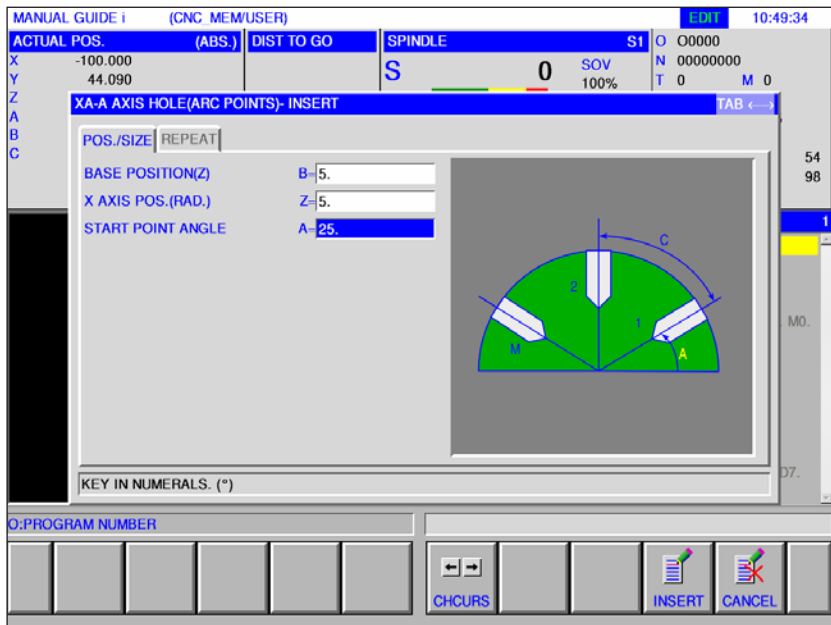 MANUAL GUIDE i (CNC_MEM/USER) EDIT 10:49:34
ACTUAL POS. (ABS.) DIST TO GO SPINDLE S1 O O0000
X -100.000 S 0 SOV N 00000000
Y 44.090 100% T 0 M 0
Z
A
B
C
XA-A AXIS HOLE(ARC POINTS)- INSERT TAB ←→
POS./SIZE REPEAT
BASE POSITION(Z) B=5.
X AXIS POS.(RAD.) Z=5.
START POINT ANGLE A=25.
C
2
1
M
A
54
98
1
M0.
D7.
KEY IN NUMERALS. (°)
O:PROGRAM NUMBER
←→
CHCURS INSERT CANCEL